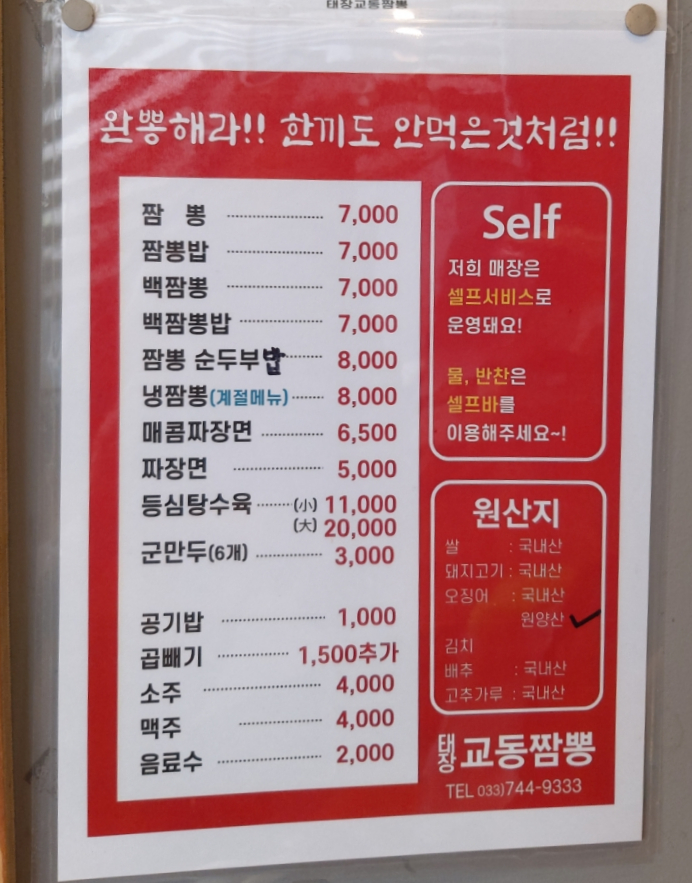 태장교동짬뽕
완뽕해라!! 한끼도 안먹은것처럼!!
짬 뽕 7,000
짬뽕밥 7,000
백짬뽕 7,000
백짬뽕밥 7,000
짬뽕 순두부밥 8,000
냉짬뽕(계절메뉴) 8,000
매콤짜장면 6,500
짜장면 5,000
등심탕수육 (小) 11,000
(大) 20,000
군만두(6개) 3,000
공기밥 1,000
곱빼기 1,500추가
소주 4,000
맥주 4,000
음료수 2,000
Self
저희 매장은
셀프서비스로
운영돼요!
물, 반찬은
셀프바를
이용해주세요~!
원산지
쌀 : 국내산
돼지고기 : 국내산
오징어 : 국내산
원양산
김치
배추 : 국내산
고추가루 : 국내산
태장 교동짬뽕
TEL 033)744-9333